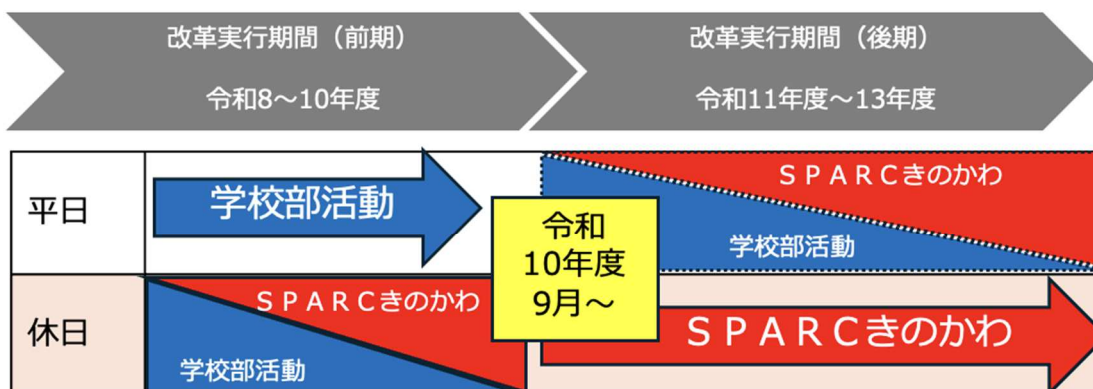 改革実行期間（前期）
令和8～10年度
改革実行期間（後期）
令和11年度～13年度
平日
学校部活動
ＳＰＡＲＣきのかわ
学校部活動
令和
10年度
9月～
休日
ＳＰＡＲＣきのかわ
学校部活動
ＳＰＡＲＣきのかわ